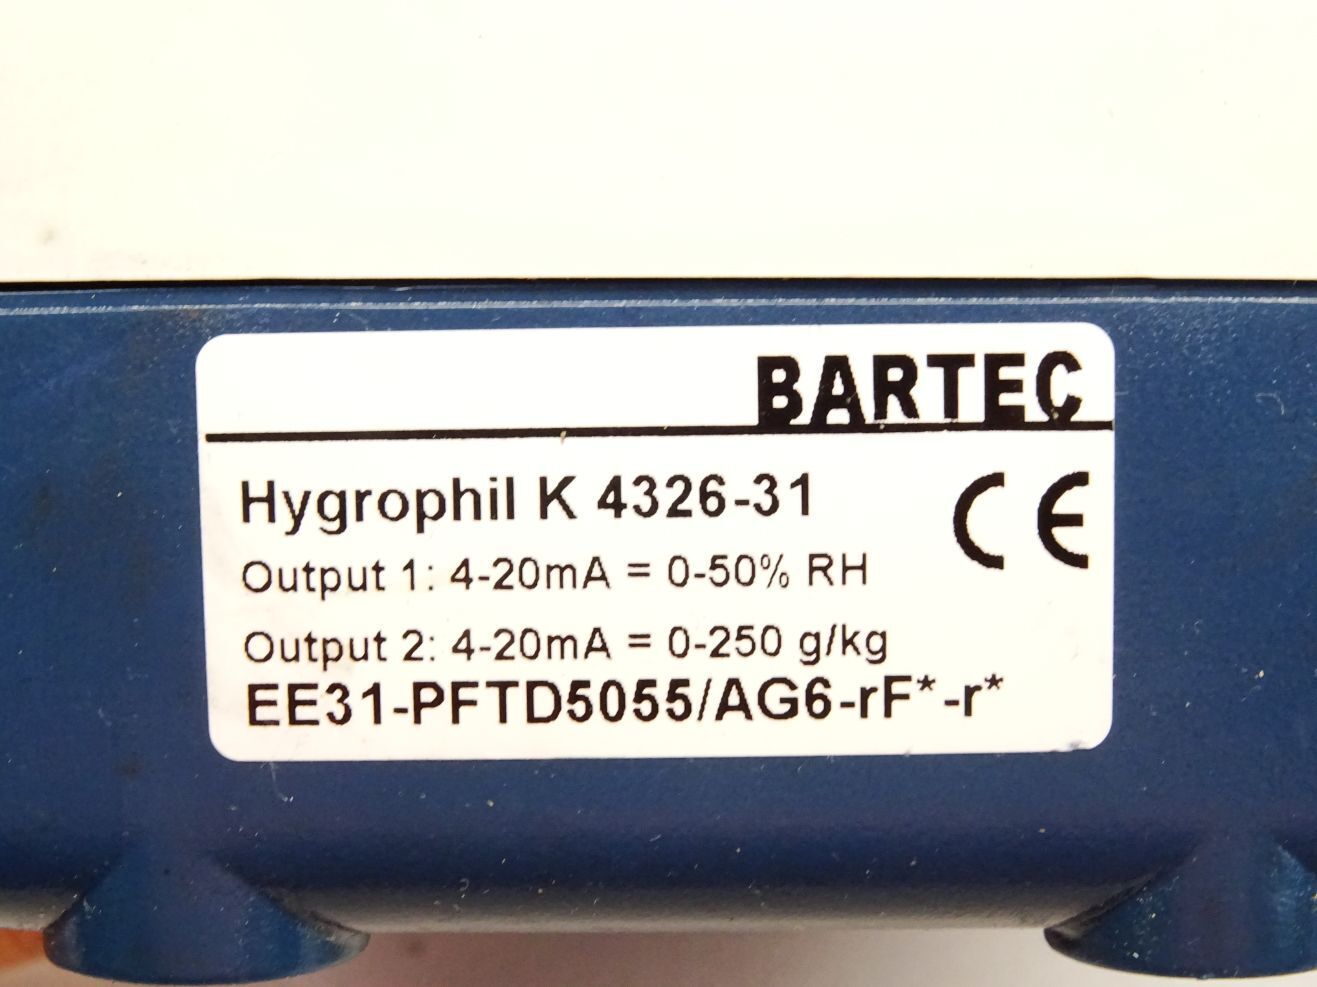 BARTEC
Hygrophil K 4326-31
CE
Output 1: 4-20mA = 0-50% RH
Output 2: 4-20mA = 0-250 g/kg
EE31-PFTD5055/AG6-rF*-r*